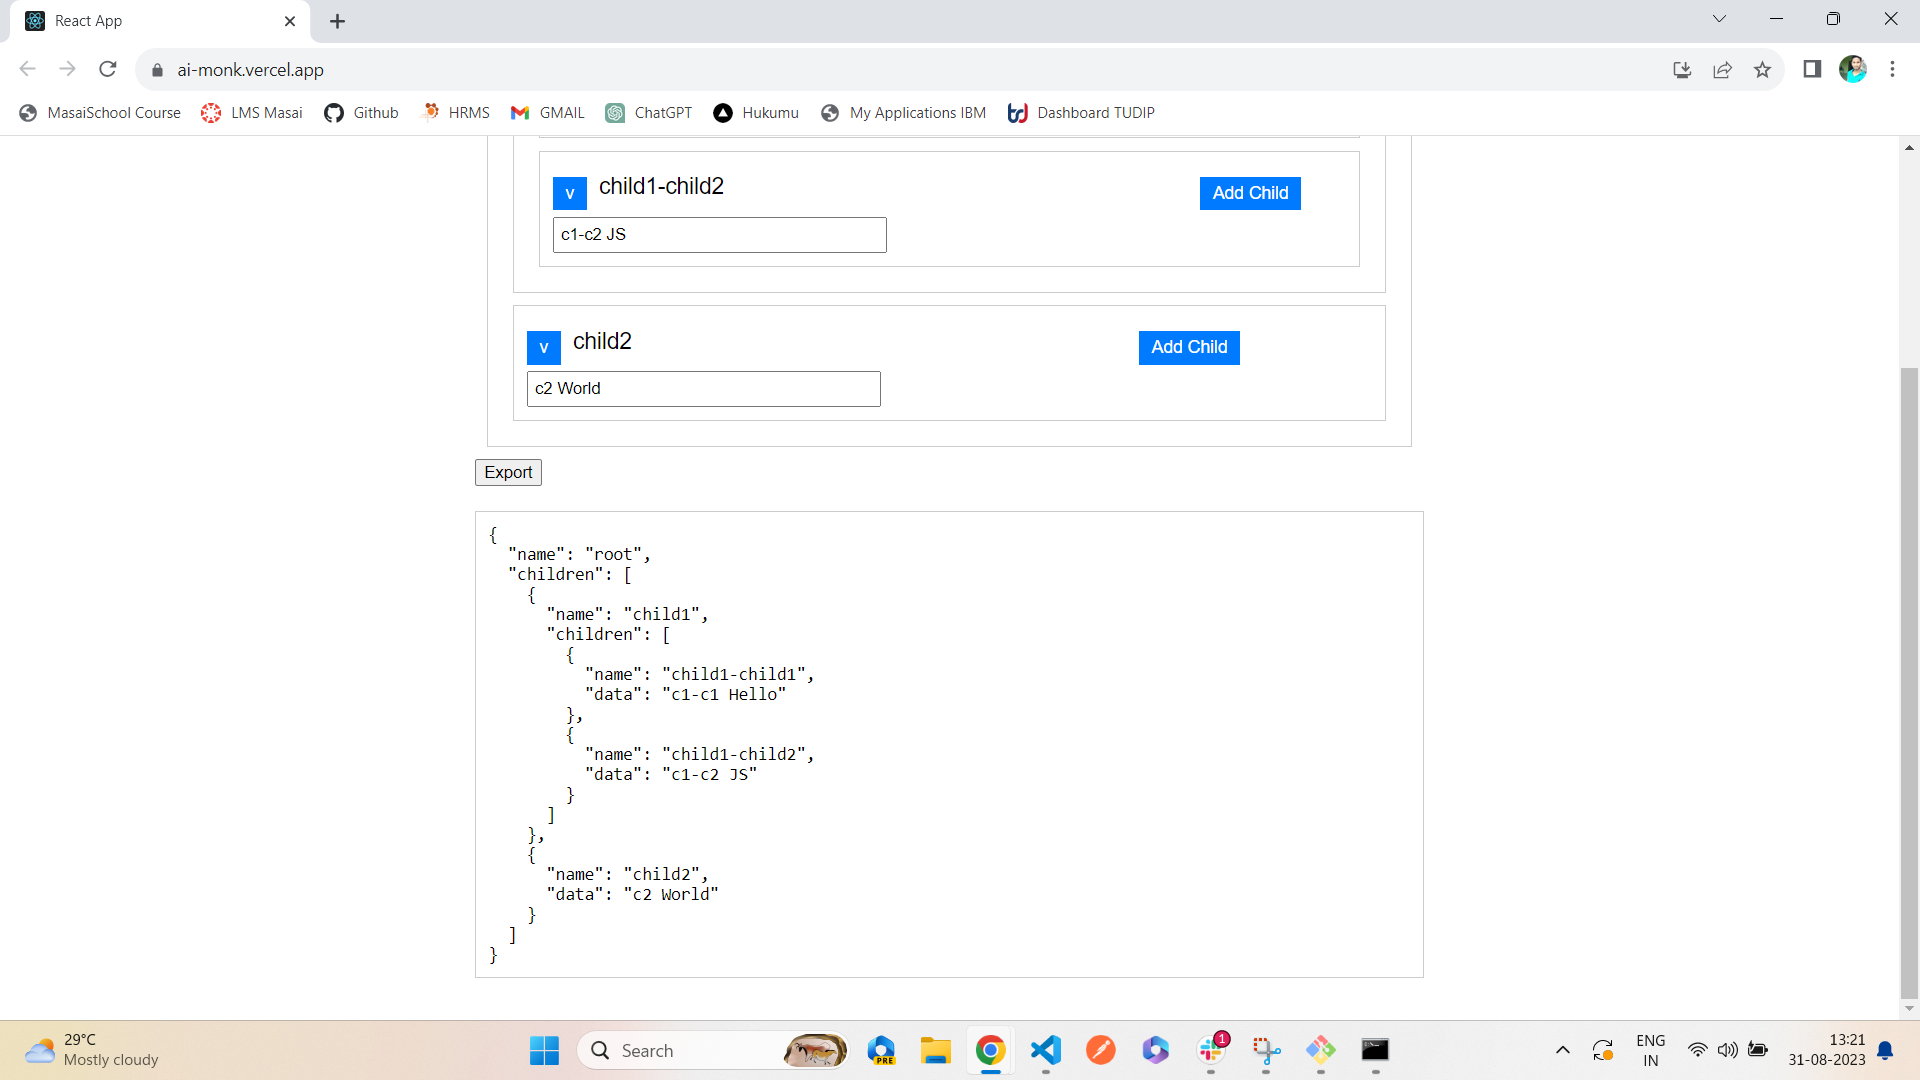 React App
ai-monk.vercel.app
MasaiSchool Course LMS Masai Github HRMS GMAIL ChatGPT Hukumu My Applications IBM Dashboard TUDIP
v child1-child2 Add Child
c1-c2 JS
v child2 Add Child
c2 World
Export
{
  "name": "root",
  "children": [
    {
      "name": "child1",
      "children": [
        {
          "name": "child1-child1",
          "data": "c1-c1 Hello"
        },
        {
          "name": "child1-child2",
          "data": "c1-c2 JS"
        }
      ]
    },
    {
      "name": "child2",
      "data": "c2 World"
    }
  ]
}
29°C
Mostly cloudy
Search
PRE
1
ENG
IN
13:21
31-08-2023